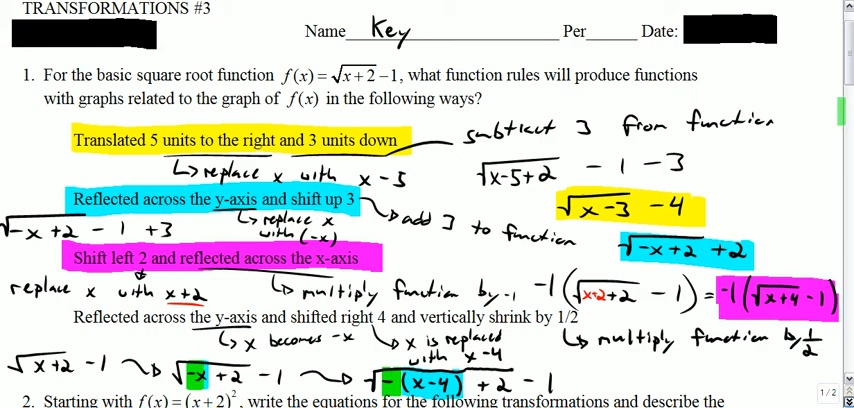 TRANSFORMATIONS #3
Name Key Per Date:
1. For the basic square root function f(x) = √(x+2) − 1, what function rules will produce functions
with graphs related to the graph of f(x) in the following ways?
subtract 3 from function
Translated 5 units to the right and 3 units down
↳ replace x with x − 5
√(x−5+2) − 1 − 3
Reflected across the y-axis and shift up 3
√(x−3) − 4
↳ replace x with (−x)
↳ add 3 to function
√(−x+2) − 1 + 3
√(−x+2) + 2
Shift left 2 and reflected across the x-axis
replace x with x+2
↳ multiply function by −1
−1(√(x+2+2) − 1) = −1(√(x+4) − 1)
Reflected across the y-axis and shifted right 4 and vertically shrink by 1/2
↳ x becomes −x
↳ x is replaced with x−4
↳ multiply function by 1/2
√(x+2) − 1 → √(−x+2) − 1 → √(−(x−4)+2) − 1
2. Starting with f(x) = (x+2)², write the equations for the following transformations and describe the
1 / 2